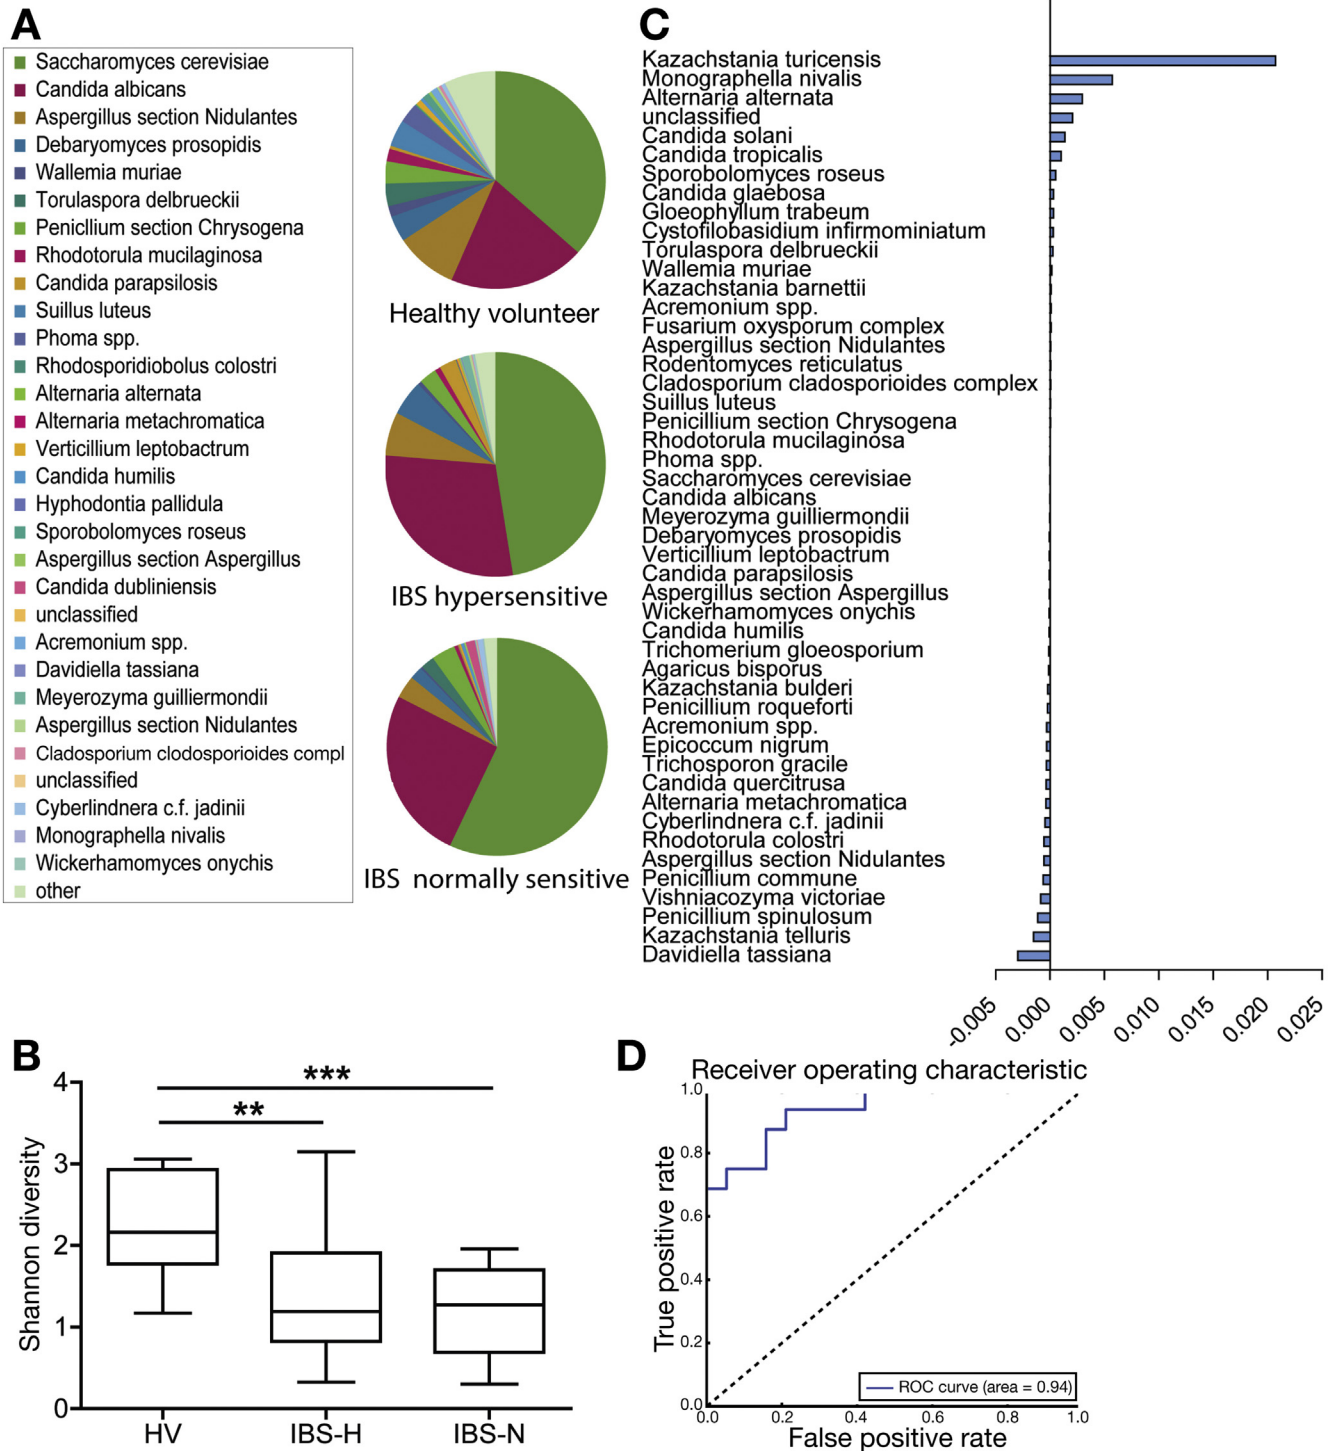 A
Saccharomyces cerevisiae
Candida albicans
Aspergillus section Nidulantes
Debaryomyces prosopidis
Wallemia muriae
Torulaspora delbrueckii
Penicllium section Chrysogena
Rhodotorula mucilaginosa
Candida parapsilosis
Suillus luteus
Phoma spp.
Rhodosporidiobolus colostri
Alternaria alternata
Alternaria metachromatica
Verticillium leptobactrum
Candida humilis
Hyphodontia pallidula
Sporobolomyces roseus
Aspergillus section Aspergillus
Candida dubliniensis
unclassified
Acremonium spp.
Davidiella tassiana
Meyerozyma guilliermondii
Aspergillus section Nidulantes
Cladosporium clodosporioides compl
unclassified
Cyberlindnera c.f. jadinii
Monographella nivalis
Wickerhamomyces onychis
other
Healthy volunteer
IBS hypersensitive
IBS normally sensitive
C
Kazachstania turicensis
Monographella nivalis
Alternaria alternata
unclassified
Candida solani
Candida tropicalis
Sporobolomyces roseus
Candida glaebosa
Gloeophyllum trabeum
Cystofilobasidium infirmominiatum
Torulaspora delbrueckii
Wallemia muriae
Kazachstania barnettii
Acremonium spp.
Fusarium oxysporum complex
Aspergillus section Nidulantes
Rodentomyces reticulatus
Cladosporium cladosporioides complex
Suillus luteus
Penicillium section Chrysogena
Rhodotorula mucilaginosa
Phoma spp.
Saccharomyces cerevisiae
Candida albicans
Meyerozyma guilliermondii
Debaryomyces prosopidis
Verticillium leptobactrum
Candida parapsilosis
Aspergillus section Aspergillus
Wickerhamomyces onychis
Candida humilis
Trichomerium gloeosporium
Agaricus bisporus
Kazachstania bulderi
Penicillium roqueforti
Acremonium spp.
Epicoccum nigrum
Trichosporon gracile
Candida quercitrusa
Alternaria metachromatica
Cyberlindnera c.f. jadinii
Rhodotorula colostri
Aspergillus section Nidulantes
Penicillium commune
Vishniacozyma victoriae
Penicillium spinulosum
Kazachstania telluris
Davidiella tassiana
-0.005 0.000 0.005 0.010 0.015 0.020 0.025
B
***
**
Shannon diversity
4
3
2
1
0
HV IBS-H IBS-N
D
Receiver operating characteristic
True positive rate
1.0
0.8
0.6
0.4
0.2
0.0
ROC curve (area = 0.94)
0.0 0.2 0.4 0.6 0.8 1.0
False positive rate